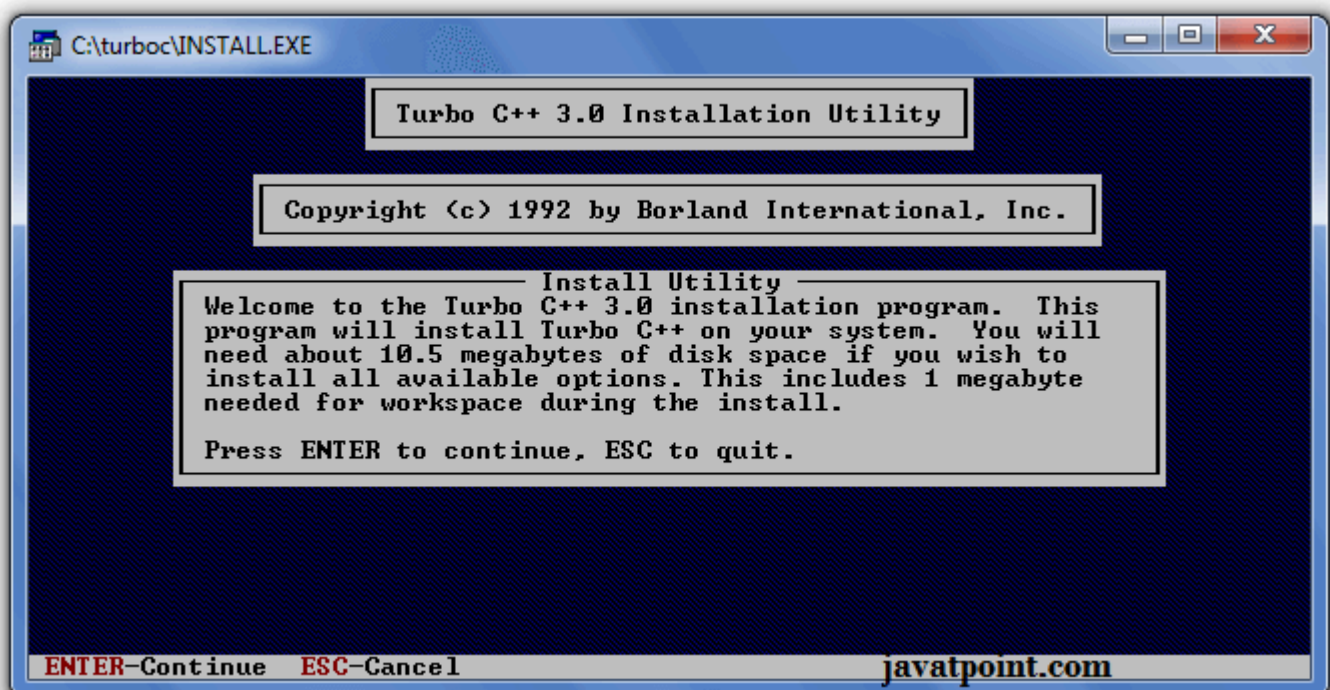 C:\turboc\INSTALL.EXE
Turbo C++ 3.0 Installation Utility
Copyright (c) 1992 by Borland International, Inc.
Install Utility
Welcome to the Turbo C++ 3.0 installation program.  This
program will install Turbo C++ on your system.  You will
need about 10.5 megabytes of disk space if you wish to
install all available options. This includes 1 megabyte
needed for workspace during the install.
Press ENTER to continue, ESC to quit.
ENTER-Continue  ESC-Cancel
javatpoint.com